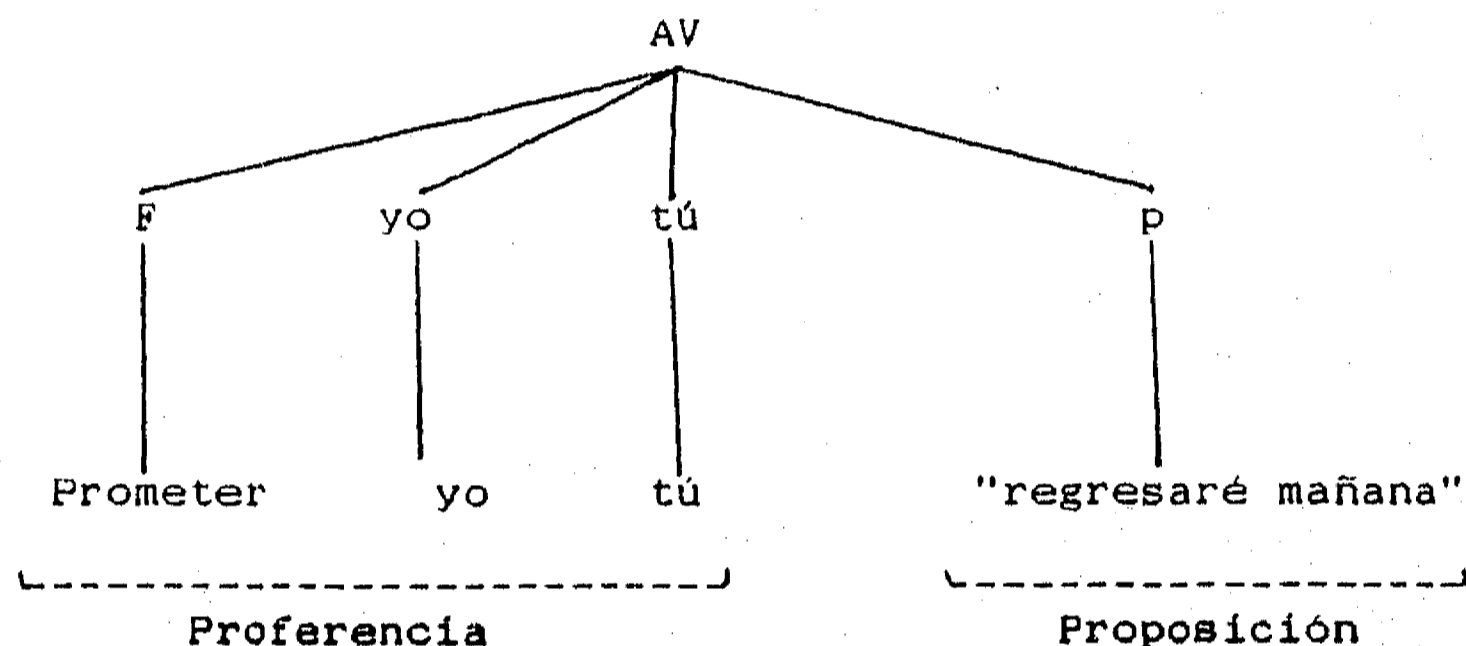 AV
F yo tú p
Prometer yo tú "regresaré mañana"
Proferencia Proposición